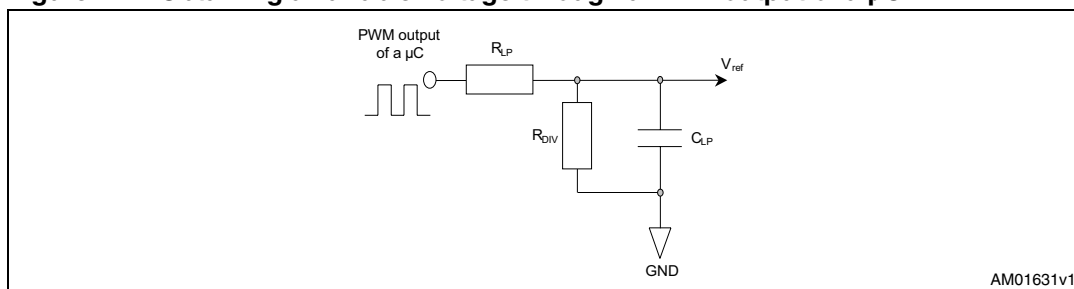 PWM output
of a µC
R_LP
V_ref
R_DIV
C_LP
GND
AM01631v1